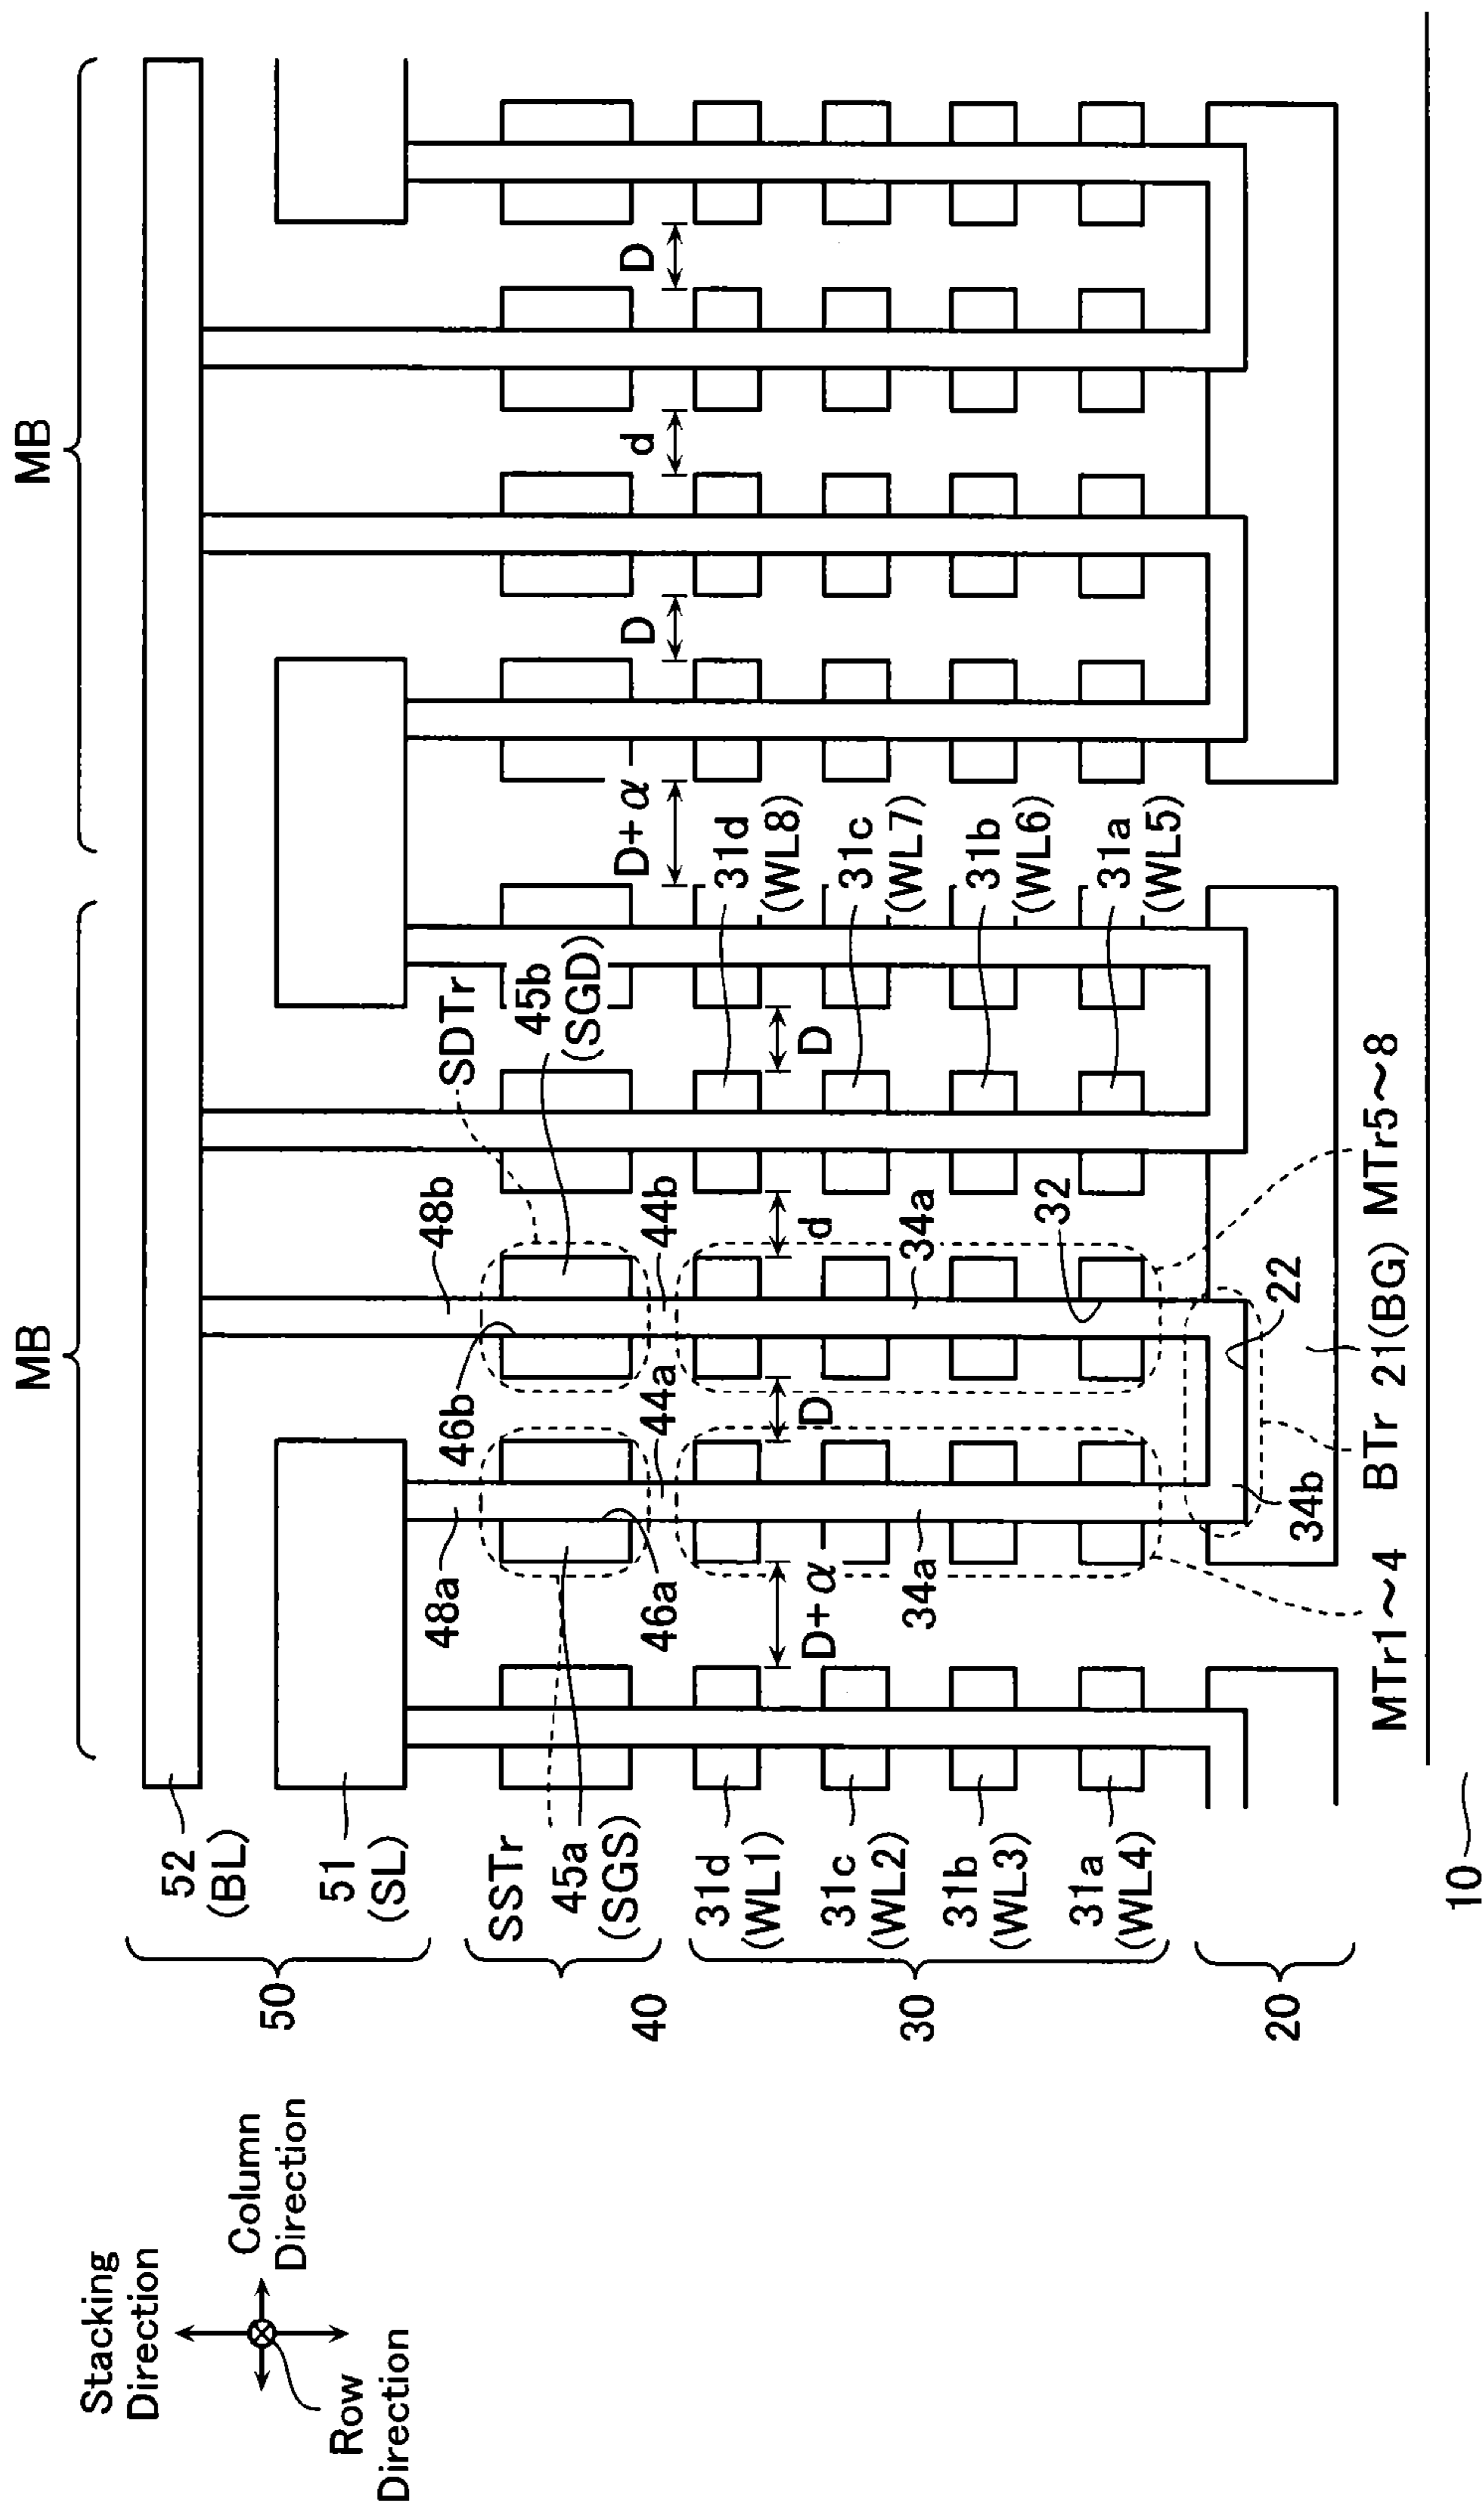 MB
MB
52
(BL)
51
(SL)
50
SSTr
45a
(SGS)
40
31d
(WL1)
31c
(WL2)
31b
(WL3)
31a
(WL4)
30
20
10
48a
46a
34a
D+α
46b
44a
D
48b
44b
34a
d
32
SDTr
45b
(SGD)
D
D+α
31d
(WL8)
31c
(WL7)
31b
(WL6)
31a
(WL5)
D
d
D
34b
22
MTr1~4
BTr
21(BG)
MTr5~8
Stacking
Direction
Column
Direction
Row
Direction